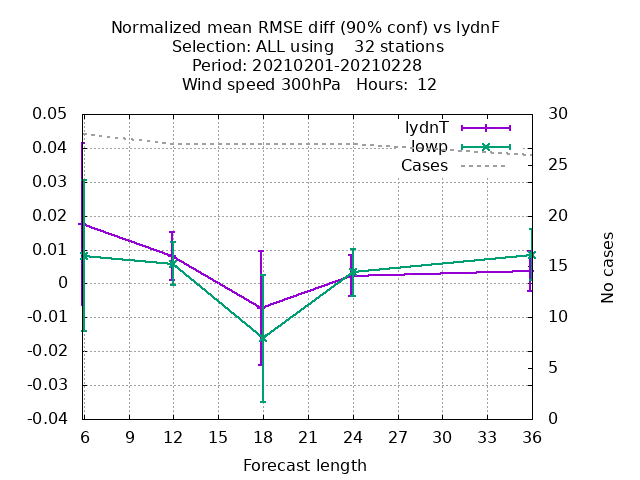 Normalized mean RMSE diff (90% conf) vs lydnF
Selection: ALL using    32 stations
Period: 20210201-20210228
Wind speed 300hPa   Hours:  12
0.05
0.04
0.03
0.02
0.01
0
-0.01
-0.02
-0.03
-0.04
lydnT
lowp
Cases
30
25
20
15
10
5
0
No cases
6 9 12 15 18 21 24 27 30 33 36
Forecast length